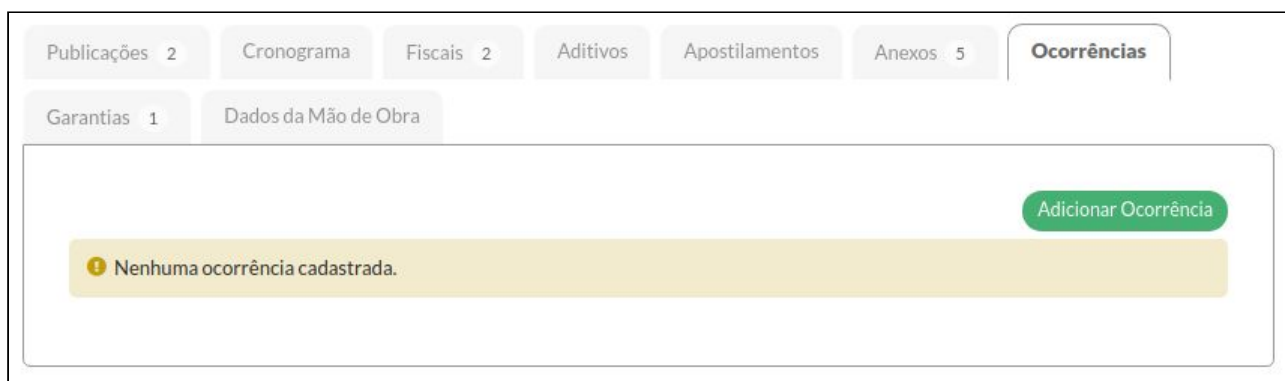 Publicações 2 Cronograma Fiscais 2 Aditivos Apostilamentos Anexos 5 Ocorrências
Garantias 1 Dados da Mão de Obra
Adicionar Ocorrência
Nenhuma ocorrência cadastrada.